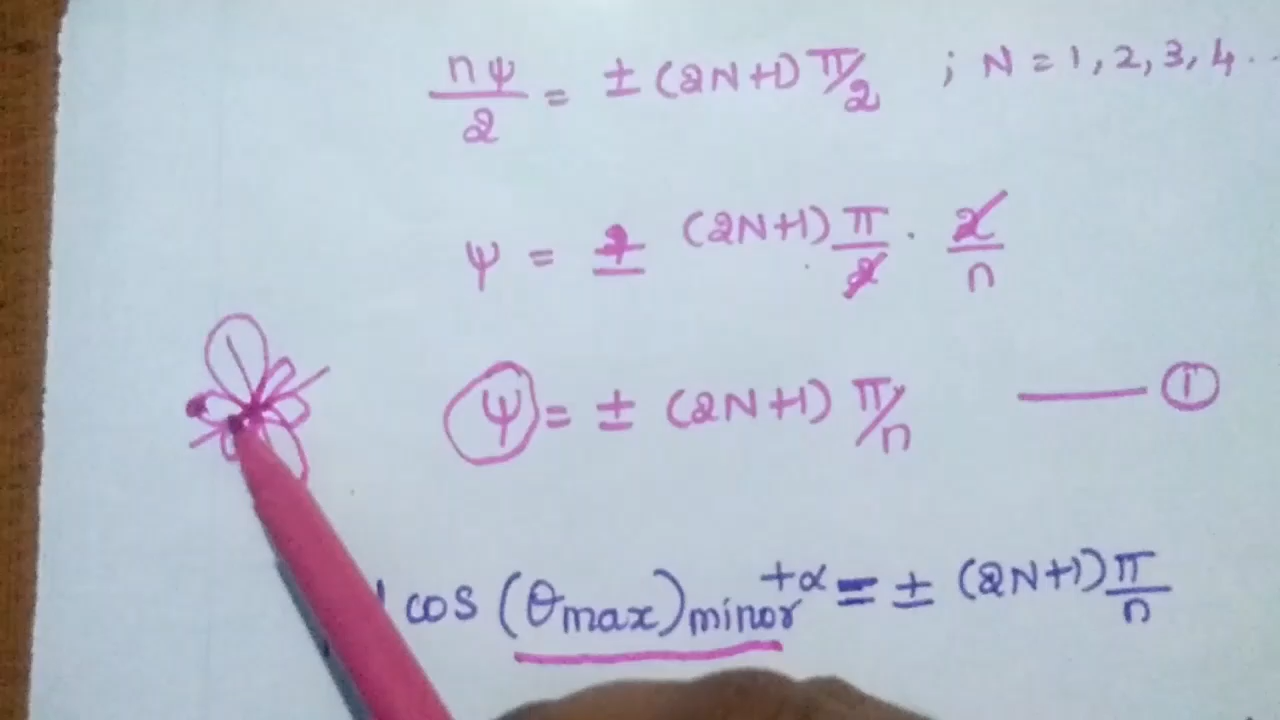 nψ/2 = ± (2N+1) π/2 ; N = 1, 2, 3, 4 ..
ψ = ± (2N+1) π/2 . 2/n
ψ = ± (2N+1) π/n —— ①
cos (θmax)minor + α = ± (2N+1) π/n